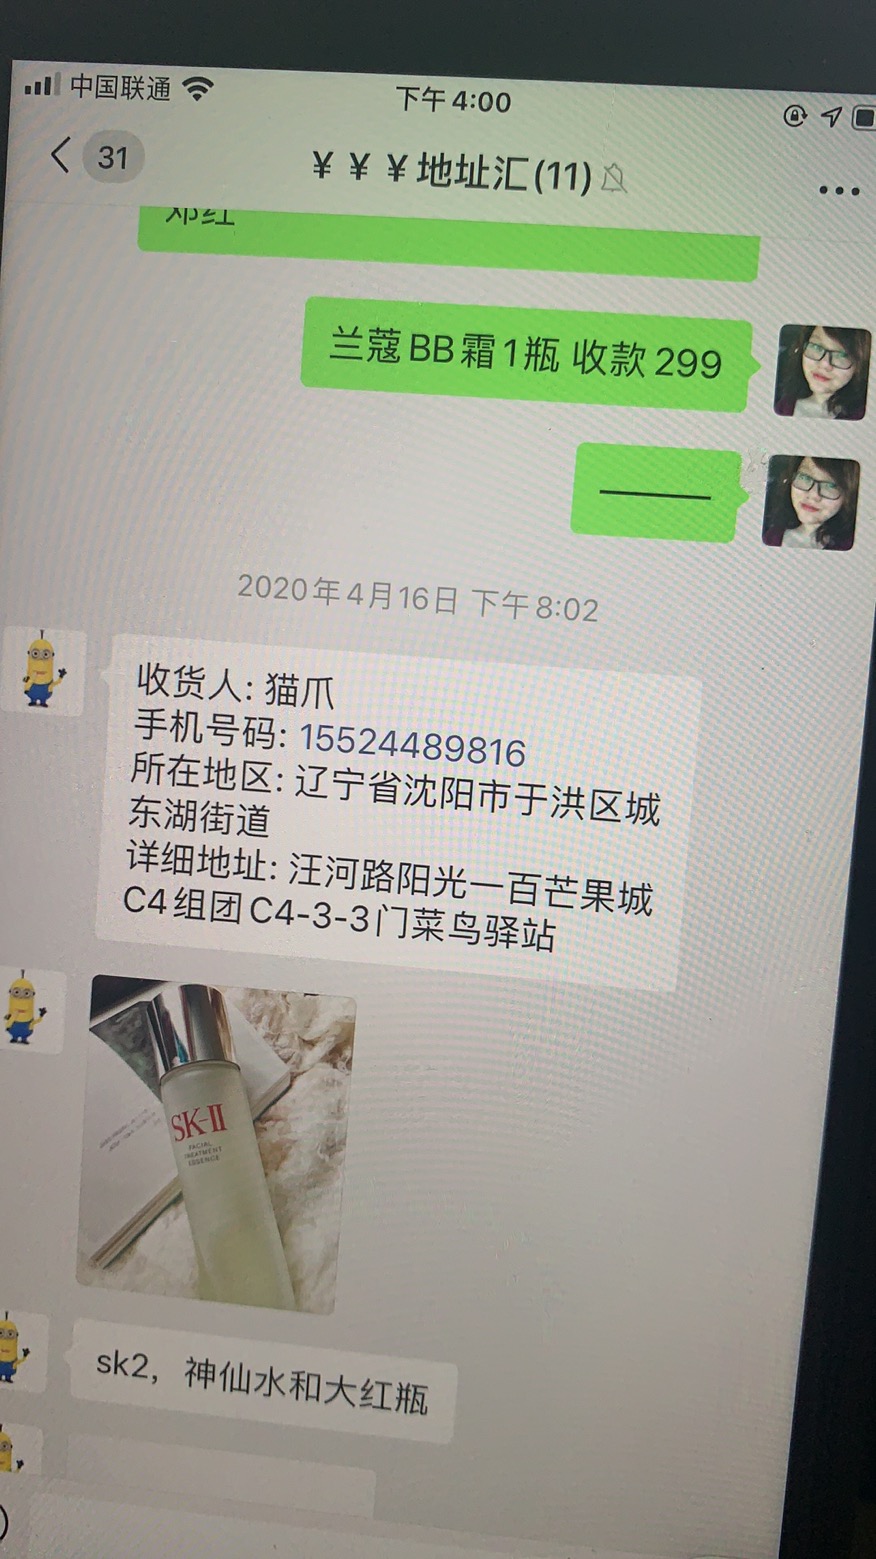 中国联通
下午4:00
31
¥ ¥ ¥地址汇(11)
邓红
兰蔻BB霜1瓶 收款299
2020年4月16日 下午8:02
收货人: 猫爪
手机号码: 15524489816
所在地区: 辽宁省沈阳市于洪区城
东湖街道
详细地址: 汪河路阳光一百芒果城
C4组团C4-3-3门菜鸟驿站
SK-II
FACIAL
TREATMENT
ESSENCE
sk2，神仙水和大红瓶